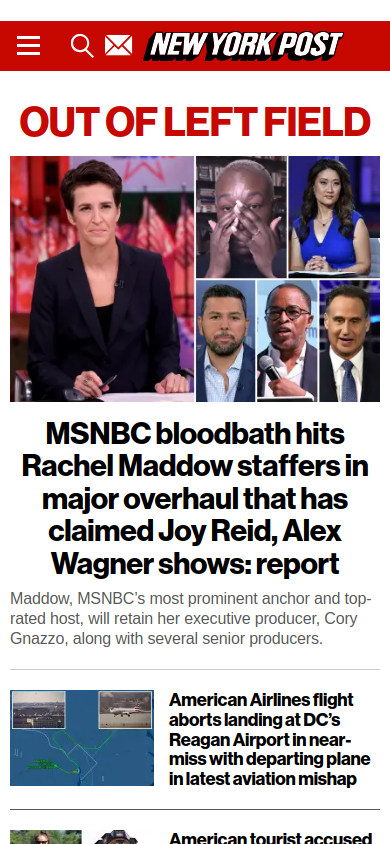 NEW YORK POST
OUT OF LEFT FIELD
MSNBC bloodbath hits
Rachel Maddow staffers in
major overhaul that has
claimed Joy Reid, Alex
Wagner shows: report
Maddow, MSNBC’s most prominent anchor and top-
rated host, will retain her executive producer, Cory
Gnazzo, along with several senior producers.
American Airlines flight
aborts landing at DC’s
Reagan Airport in near-
miss with departing plane
in latest aviation mishap
American tourist accused